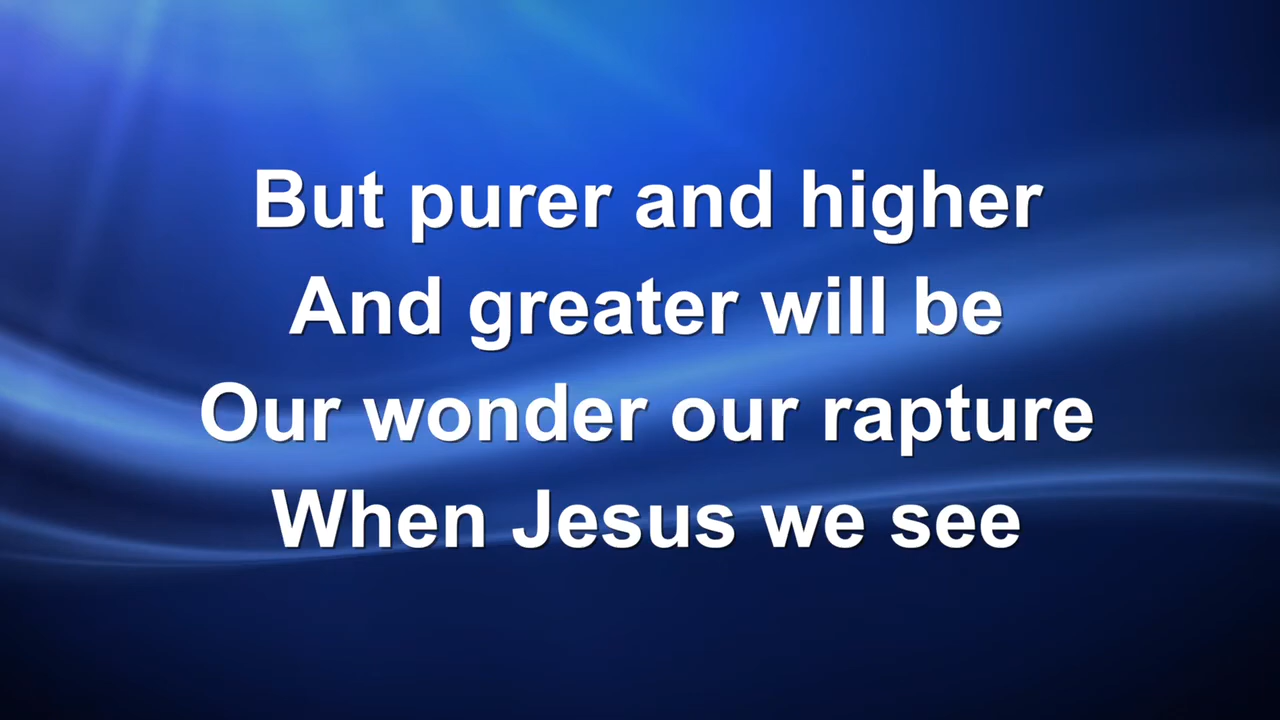 But purer and higher
And greater will be
Our wonder our rapture
When Jesus we see